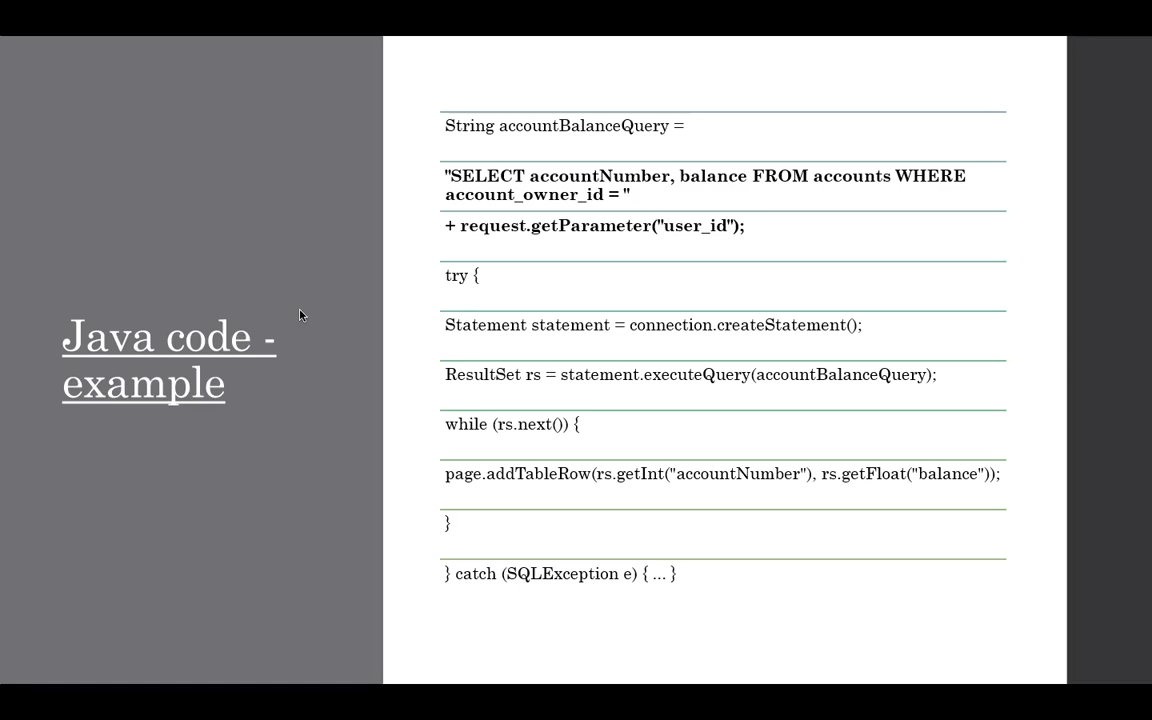 Java code -
example
String accountBalanceQuery =
"SELECT accountNumber, balance FROM accounts WHERE
account_owner_id = "
+ request.getParameter("user_id");
try {
Statement statement = connection.createStatement();
ResultSet rs = statement.executeQuery(accountBalanceQuery);
while (rs.next()) {
page.addTableRow(rs.getInt("accountNumber"), rs.getFloat("balance"));
}
} catch (SQLException e) { ... }